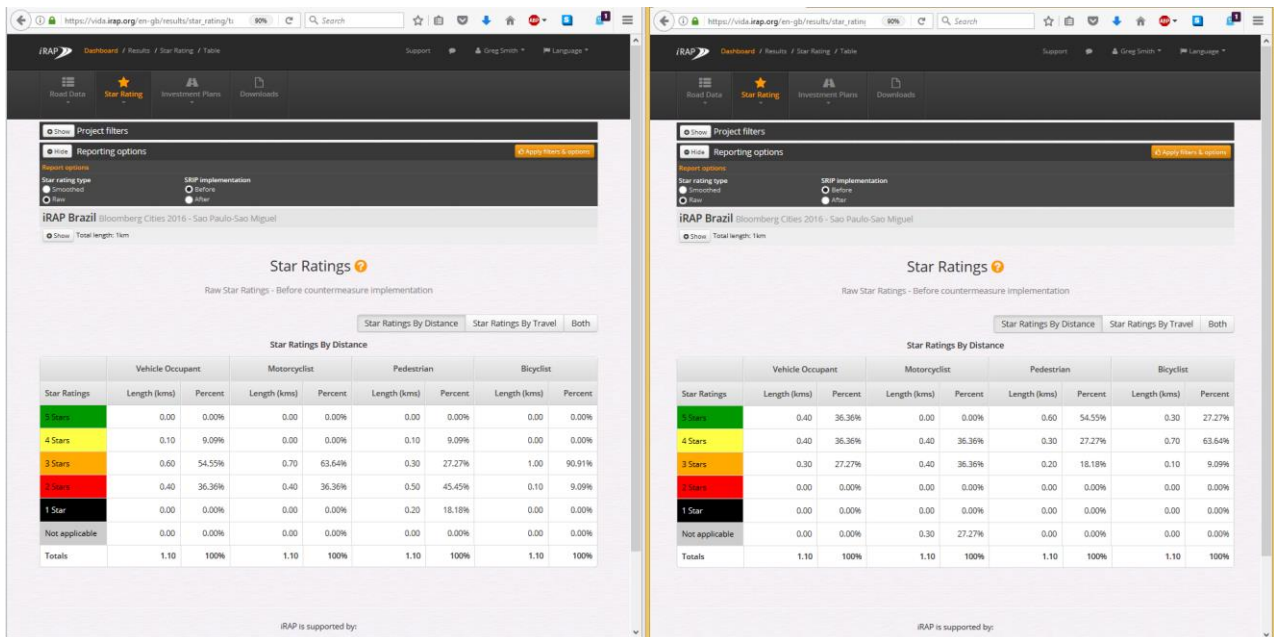 https://vida.irap.org/en-gb/results/star_rating/t 90% Search
iRAP Dashboard / Results / Star Rating / Table Support Greg Smith Language
Road Data Star Rating Investment Plans Downloads
Show Project filters
Hide Reporting options Apply filters & options
Report options
Star rating type SRIP implementation
Smoothed Before
Raw After
iRAP Brazil Bloomberg Cities 2016 - Sao Paulo-Sao Miguel
Show Total length: 1km
Star Ratings ?
Raw Star Ratings - Before countermeasure implementation
Star Ratings By Distance Star Ratings By Travel Both
Star Ratings By Distance
Vehicle Occupant Motorcyclist Pedestrian Bicyclist
Star Ratings Length (kms) Percent Length (kms) Percent Length (kms) Percent Length (kms) Percent
5 Stars 0.00 0.00% 0.00 0.00% 0.00 0.00% 0.00 0.00%
4 Stars 0.10 9.09% 0.00 0.00% 0.10 9.09% 0.00 0.00%
3 Stars 0.60 54.55% 0.70 63.64% 0.30 27.27% 1.00 90.91%
2 Stars 0.40 36.36% 0.40 36.36% 0.50 45.45% 0.10 9.09%
1 Star 0.00 0.00% 0.00 0.00% 0.20 18.18% 0.00 0.00%
Not applicable 0.00 0.00% 0.00 0.00% 0.00 0.00% 0.00 0.00%
Totals 1.10 100% 1.10 100% 1.10 100% 1.10 100%
iRAP is supported by:
https://vida.irap.org/en-gb/results/star_rating 90% Search
iRAP Dashboard / Results / Star Rating / Table Support Greg Smith Language
Road Data Star Rating Investment Plans Downloads
Show Project filters
Hide Reporting options Apply filters & options
Report options
Star rating type SRIP implementation
Smoothed Before
Raw After
iRAP Brazil Bloomberg Cities 2016 - Sao Paulo-Sao Miguel
Show Total length: 1km
Star Ratings ?
Raw Star Ratings - Before countermeasure implementation
Star Ratings By Distance Star Ratings By Travel Both
Star Ratings By Distance
Vehicle Occupant Motorcyclist Pedestrian Bicyclist
Star Ratings Length (kms) Percent Length (kms) Percent Length (kms) Percent Length (kms) Percent
5 Stars 0.40 36.36% 0.00 0.00% 0.60 54.55% 0.30 27.27%
4 Stars 0.40 36.36% 0.40 36.36% 0.30 27.27% 0.70 63.64%
3 Stars 0.30 27.27% 0.40 36.36% 0.20 18.18% 0.10 9.09%
2 Stars 0.00 0.00% 0.00 0.00% 0.00 0.00% 0.00 0.00%
1 Star 0.00 0.00% 0.00 0.00% 0.00 0.00% 0.00 0.00%
Not applicable 0.00 0.00% 0.30 27.27% 0.00 0.00% 0.00 0.00%
Totals 1.10 100% 1.10 100% 1.10 100% 1.10 100%
iRAP is supported by: